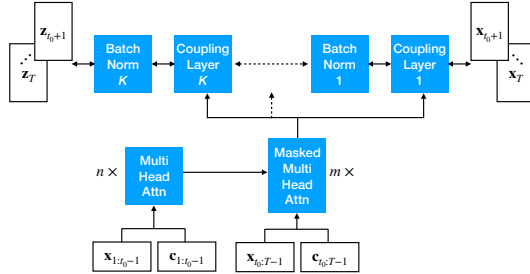 z_{t_0+1}
z_T
Batch
Norm
K
Coupling
Layer
K
Batch
Norm
1
Coupling
Layer
1
x_{t_0+1}
x_T
n ×
Multi
Head
Attn
Masked
Multi
Head
Attn
m ×
x_{1:t_0−1}
c_{1:t_0−1}
x_{t_0:T−1}
c_{t_0:T−1}